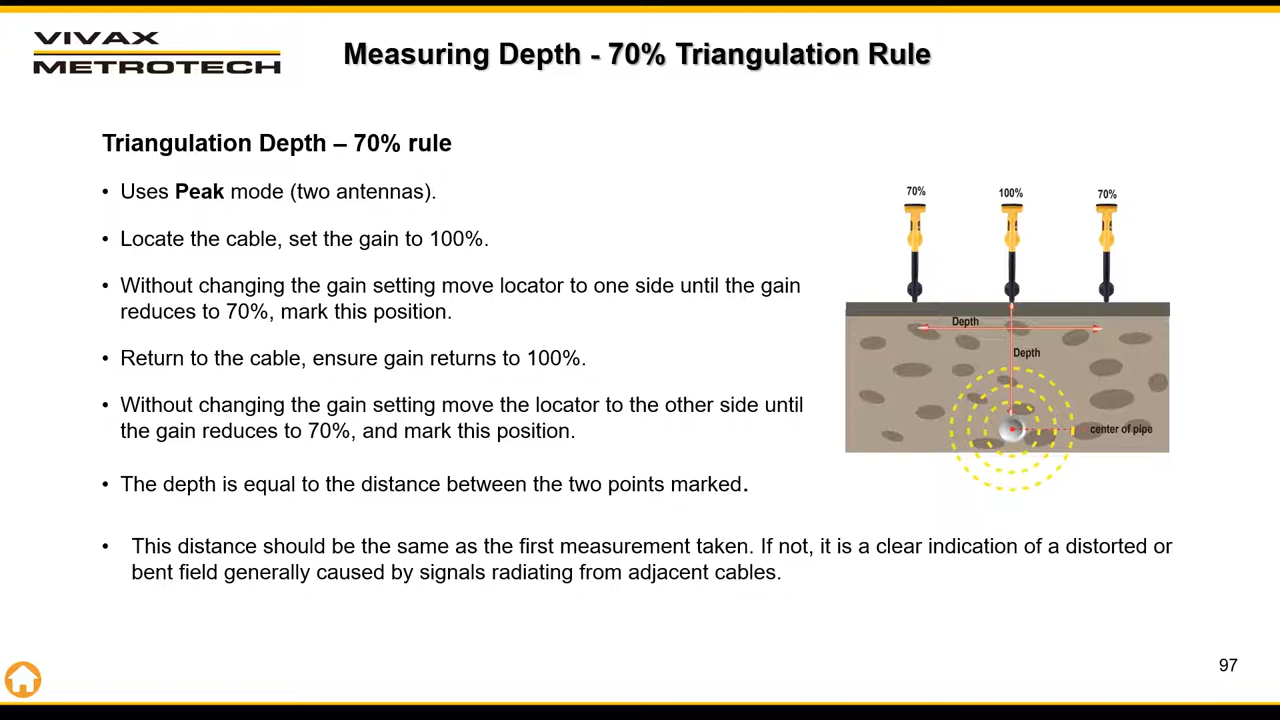 VIVAX
METROTECH
Measuring Depth - 70% Triangulation Rule
Triangulation Depth – 70% rule
• Uses Peak mode (two antennas).
• Locate the cable, set the gain to 100%.
• Without changing the gain setting move locator to one side until the gain
reduces to 70%, mark this position.
• Return to the cable, ensure gain returns to 100%.
• Without changing the gain setting move the locator to the other side until
the gain reduces to 70%, and mark this position.
• The depth is equal to the distance between the two points marked.
• This distance should be the same as the first measurement taken. If not, it is a clear indication of a distorted or
bent field generally caused by signals radiating from adjacent cables.
70%
100%
70%
Depth
Depth
center of pipe
97